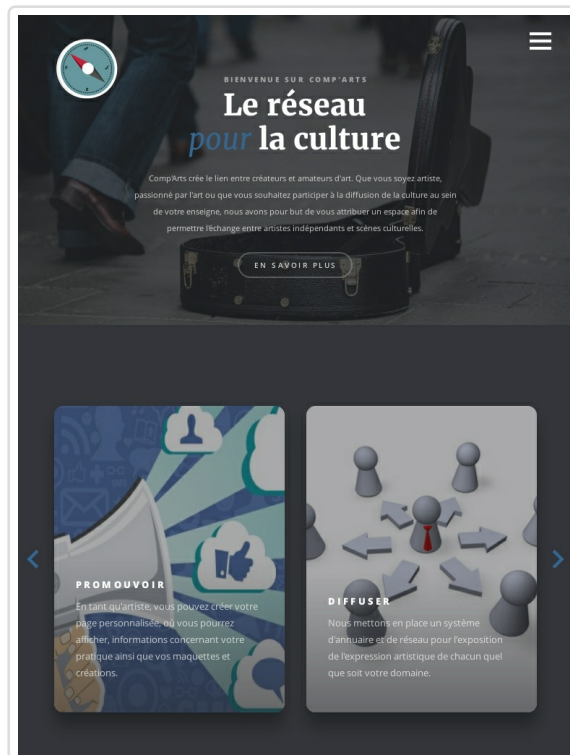 BIENVENUE SUR COMP'ARTS
Le réseau
pour la culture
Comp'Arts crée le lien entre créateurs et amateurs d'art. Que vous soyez artiste,
passionné par l'art ou que vous souhaitez participer à la diffusion de la culture au sein
de votre enseigne, nous avons pour but de vous attribuer un espace afin de
permettre l'échange entre artistes indépendants et scènes culturelles.
EN SAVOIR PLUS
PROMOUVOIR
En tant qu'artiste, vous pouvez créer votre
page personnalisée, où vous pourrez
afficher, informations concernant votre
pratique ainsi que vos maquettes et
créations.
DIFFUSER
Nous mettons en place un système
d'annuaire et de réseau pour l'exposition
de l'expression artistique de chacun quel
que soit votre domaine.